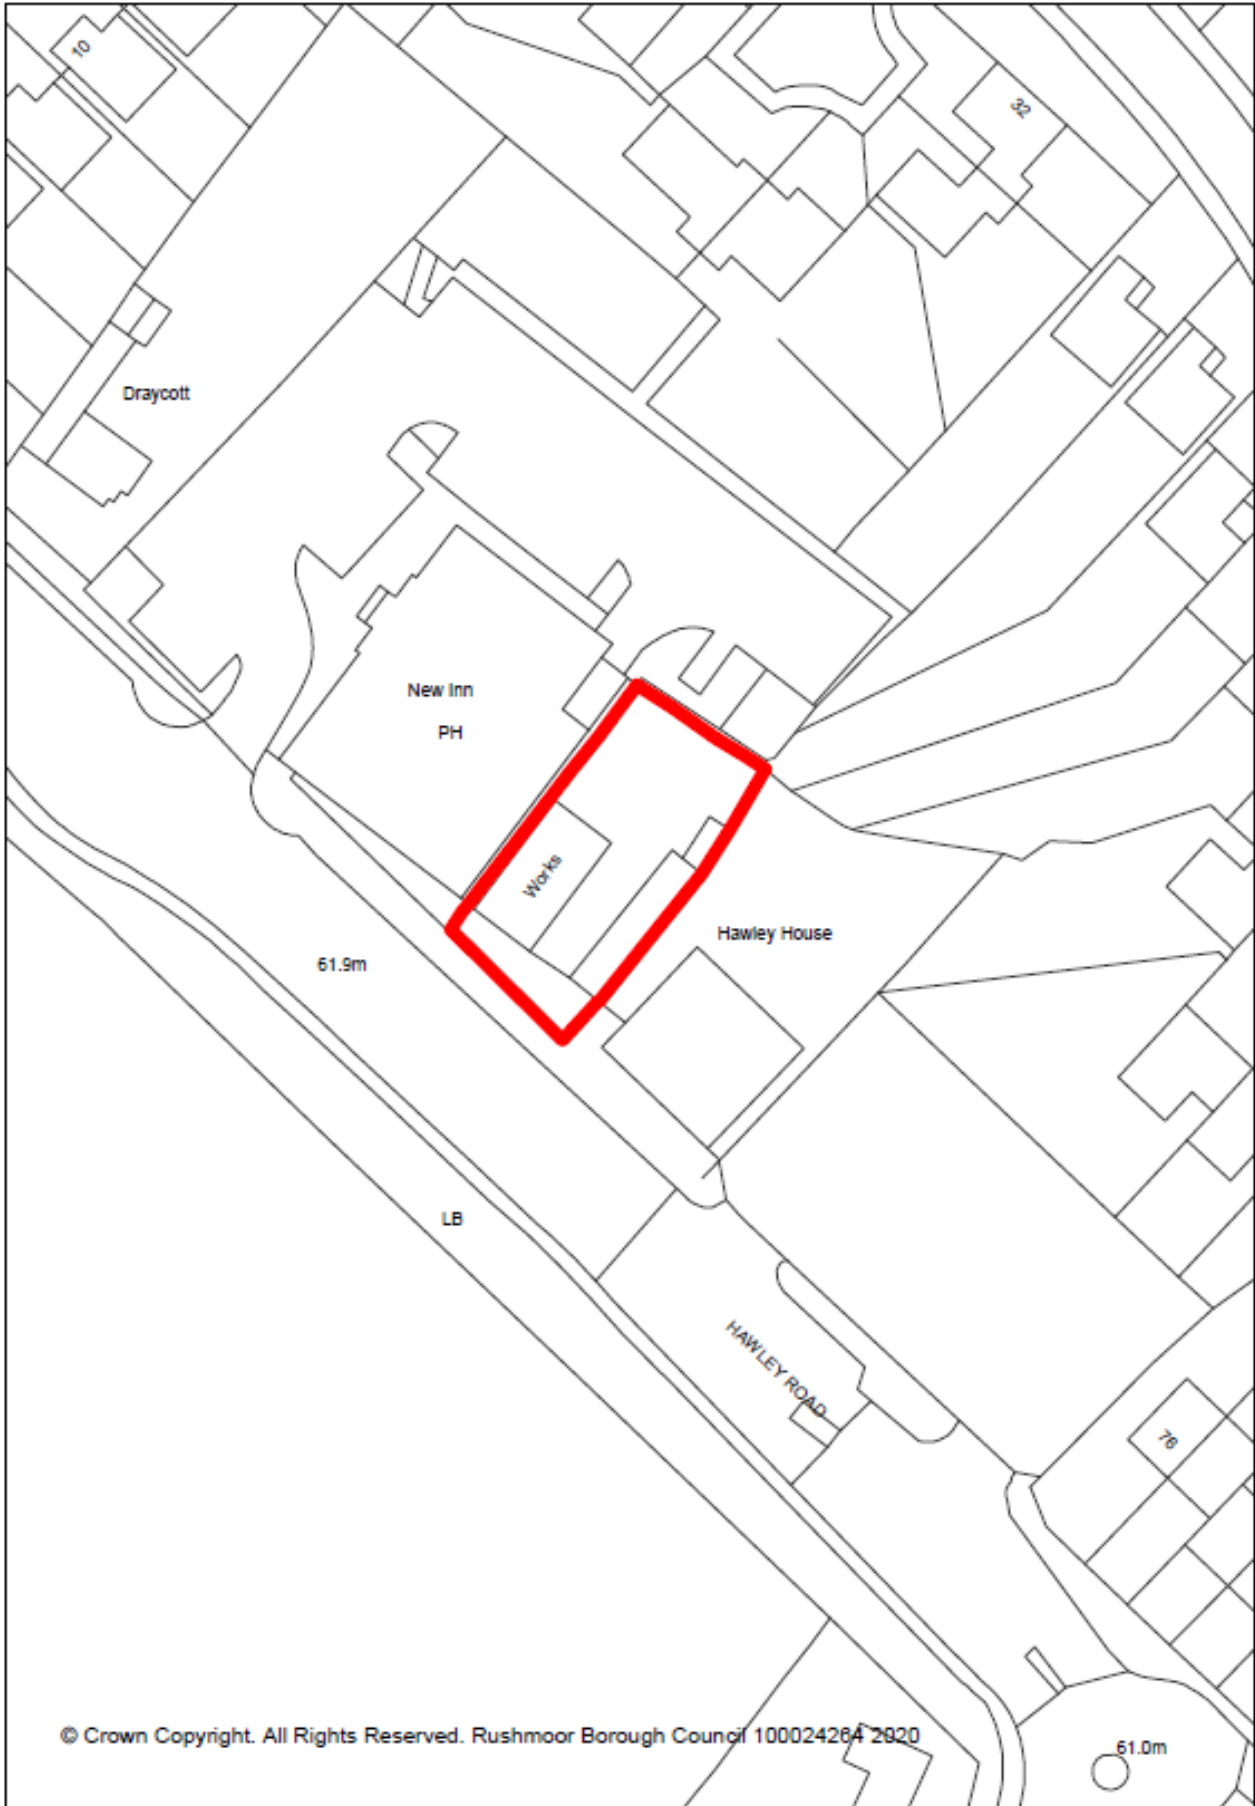 10
32
Draycott
New Inn
PH
Works
Hawley House
61.9m
LB
HAWLEY ROAD
76
© Crown Copyright. All Rights Reserved. Rushmoor Borough Council 100024264 2020
61.0m